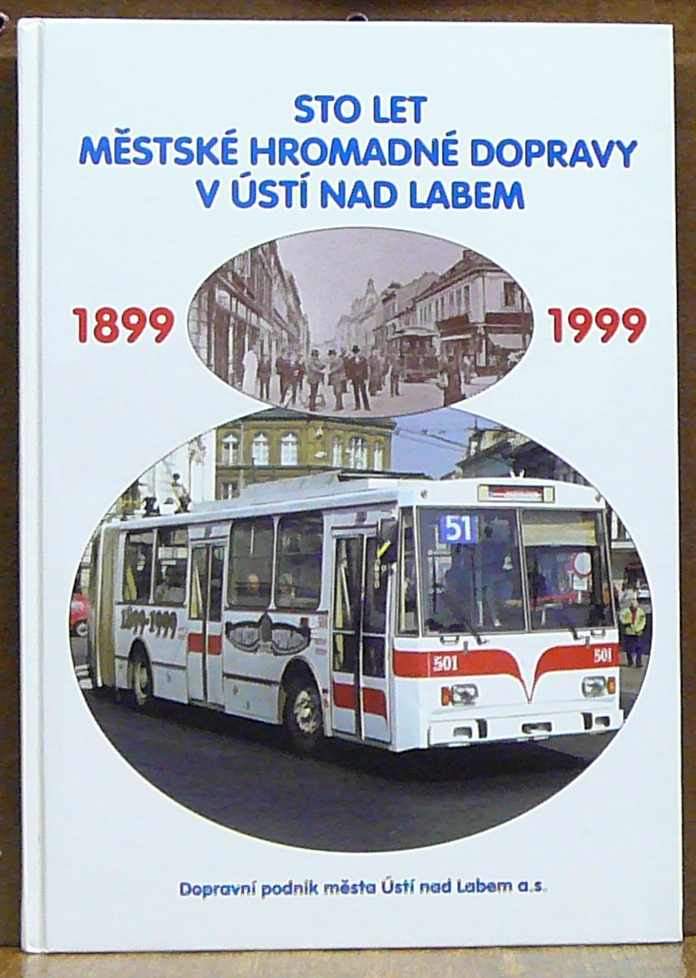 STO LET
MĚSTSKÉ HROMADNÉ DOPRAVY
V ÚSTÍ NAD LABEM
1899
1999
51
1899-1999
501
501
Dopravní podnik města Ústí nad Labem a.s.